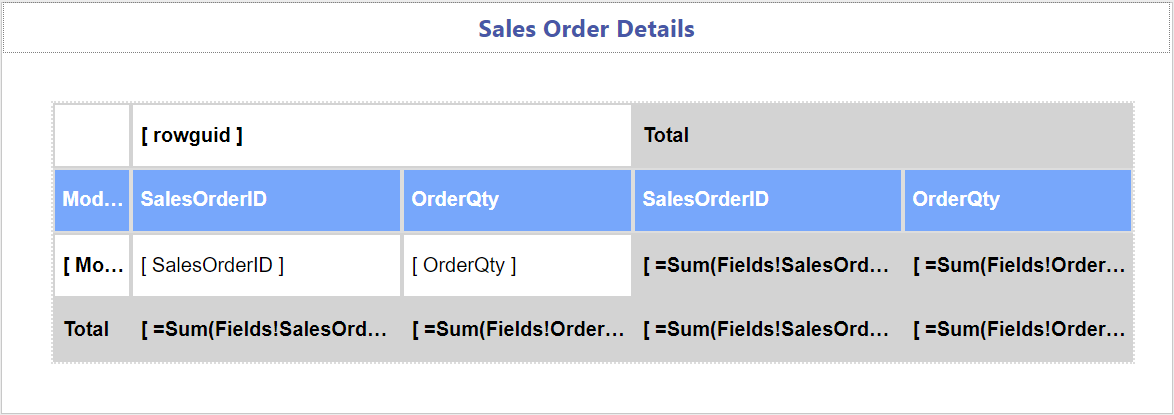 Sales Order Details
[ rowguid ] Total
Mod... SalesOrderID OrderQty SalesOrderID OrderQty
[ Mo... [ SalesOrderID ] [ OrderQty ] [ =Sum(Fields!SalesOrd... [ =Sum(Fields!Order...
Total [ =Sum(Fields!SalesOrd... [ =Sum(Fields!Order... [ =Sum(Fields!SalesOrd... [ =Sum(Fields!Order...